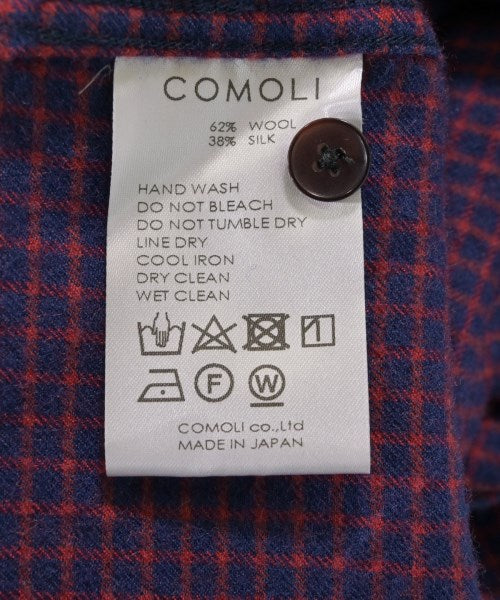 COMOLI
62% WOOL
38% SILK
HAND WASH
DO NOT BLEACH
DO NOT TUMBLE DRY
LINE DRY
COOL IRON
DRY CLEAN
WET CLEAN
F W
COMOLI co.,Ltd
MADE IN JAPAN